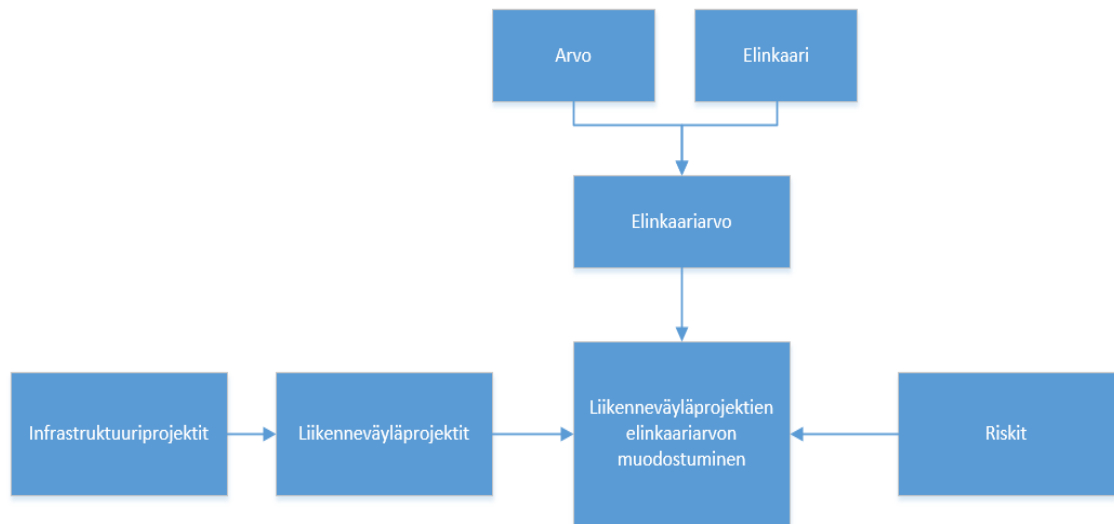 Arvo
Elinkaari
Elinkaariarvo
Infrastruktuuriprojektit
Liikenneväyläprojektit
Liikenneväyläprojektien
elinkaariarvon
muodostuminen
Riskit